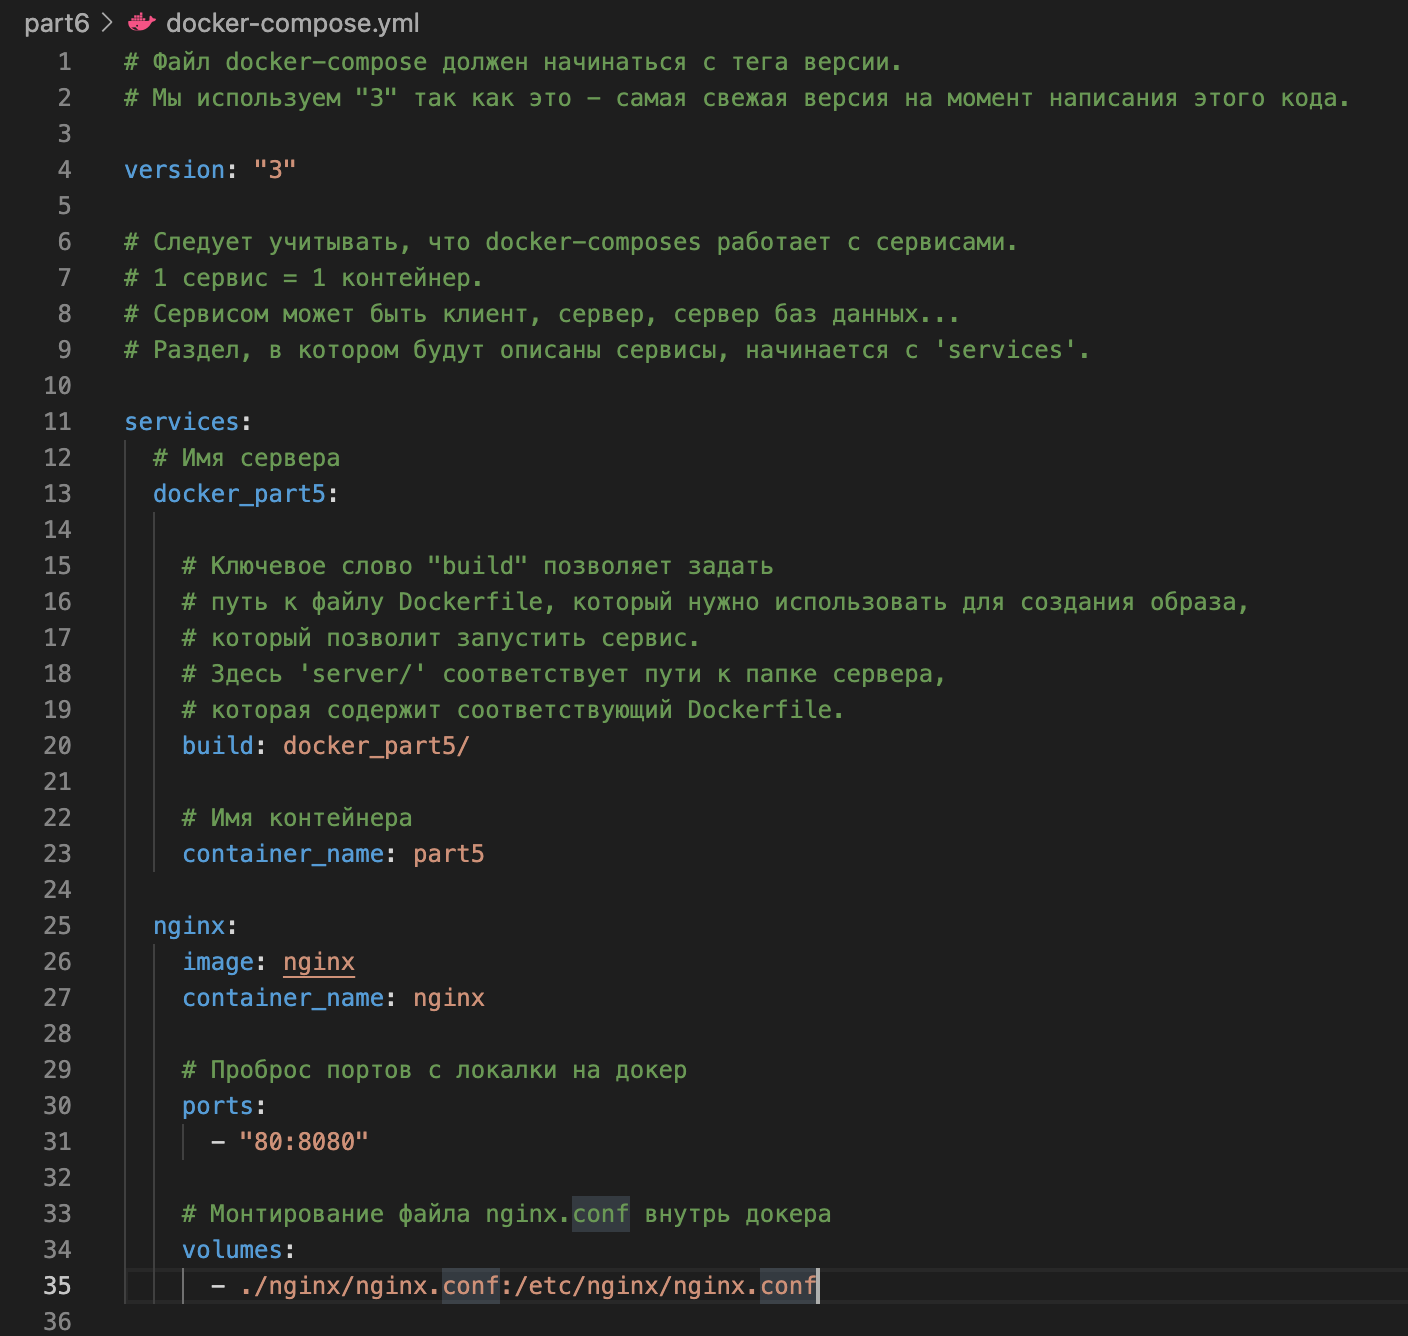 part6 > docker-compose.yml
1 # Файл docker-compose должен начинаться с тега версии.
2 # Мы используем "3" так как это - самая свежая версия на момент написания этого кода.
3
4 version: "3"
5
6 # Следует учитывать, что docker-composes работает с сервисами.
7 # 1 сервис = 1 контейнер.
8 # Сервисом может быть клиент, сервер, сервер баз данных...
9 # Раздел, в котором будут описаны сервисы, начинается с 'services'.
10
11 services:
12   # Имя сервера
13   docker_part5:
14
15     # Ключевое слово "build" позволяет задать
16     # путь к файлу Dockerfile, который нужно использовать для создания образа,
17     # который позволит запустить сервис.
18     # Здесь 'server/' соответствует пути к папке сервера,
19     # которая содержит соответствующий Dockerfile.
20     build: docker_part5/
21
22     # Имя контейнера
23     container_name: part5
24
25   nginx:
26     image: nginx
27     container_name: nginx
28
29     # Проброс портов с локалки на докер
30     ports:
31       - "80:8080"
32
33     # Монтирование файла nginx.conf внутрь докера
34     volumes:
35       - ./nginx/nginx.conf:/etc/nginx/nginx.conf
36